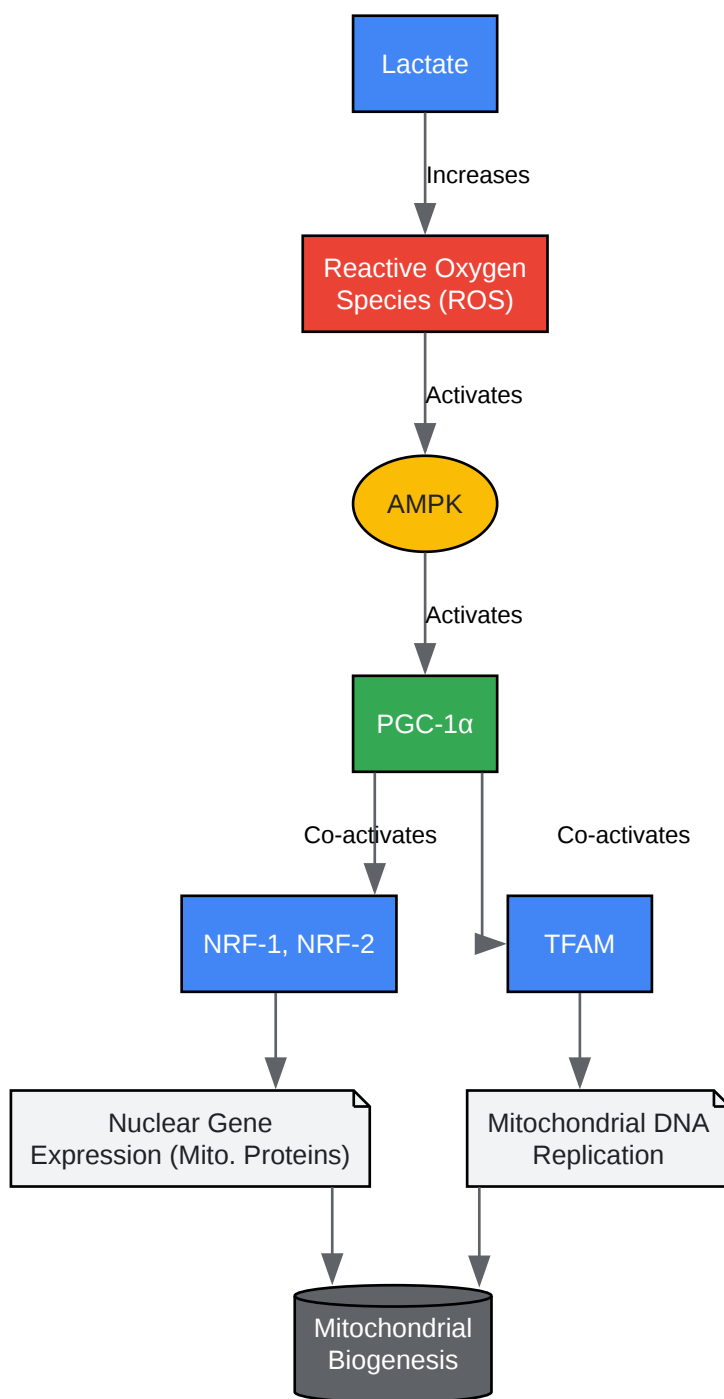 Lactate
Increases
Reactive Oxygen
Species (ROS)
Activates
AMPK
Activates
PGC-1α
Co-activates
Co-activates
NRF-1, NRF-2
TFAM
Nuclear Gene
Expression (Mito. Proteins)
Mitochondrial DNA
Replication
Mitochondrial
Biogenesis